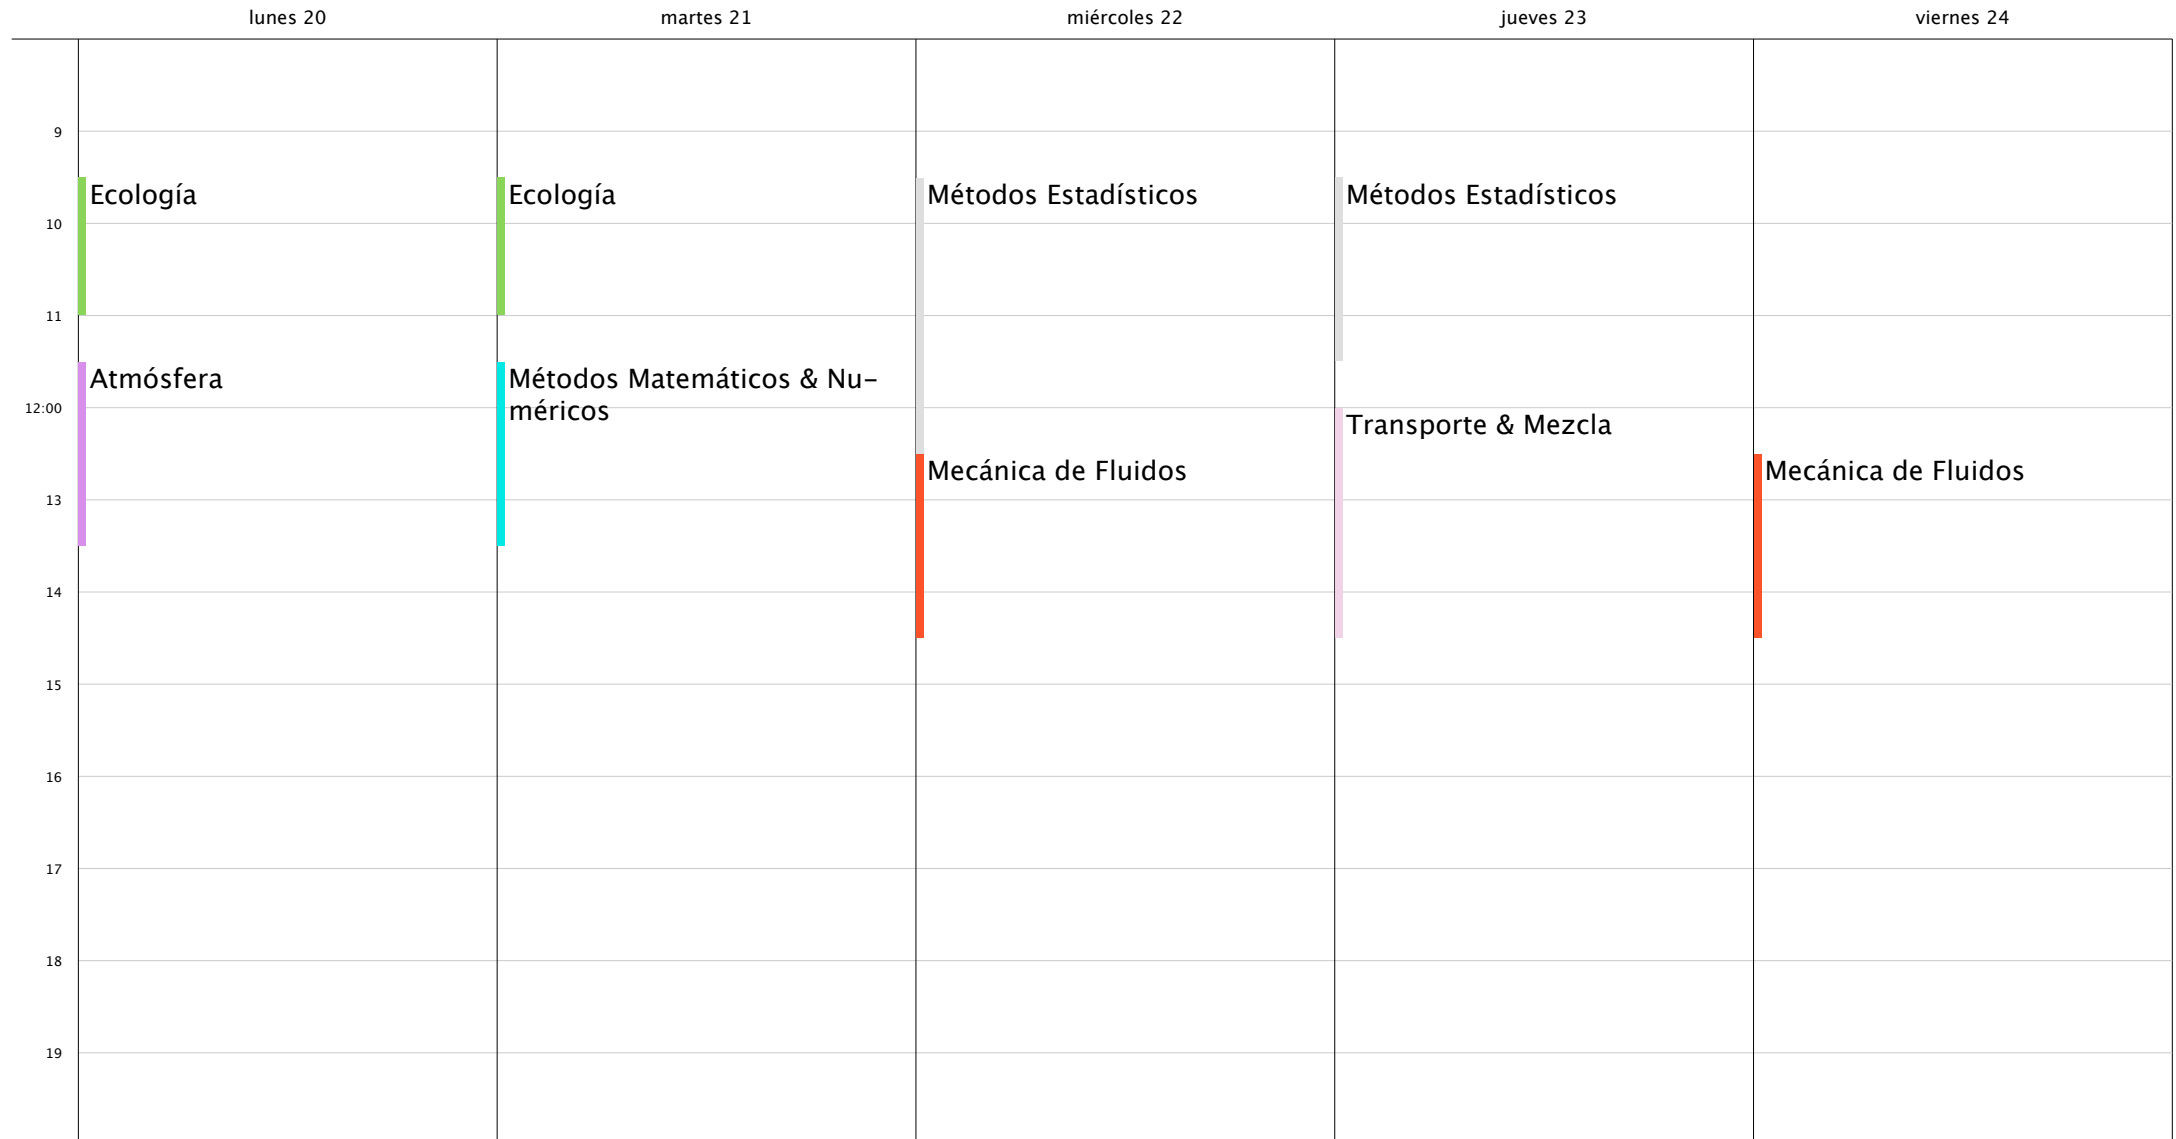 lunes 20
martes 21
miércoles 22
jueves 23
viernes 24
9
Ecología
Ecología
Métodos Estadísticos
Métodos Estadísticos
10
11
Atmósfera
Métodos Matemáticos & Nu-
méricos
12:00
Transporte & Mezcla
Mecánica de Fluidos
Mecánica de Fluidos
13
14
15
16
17
18
19